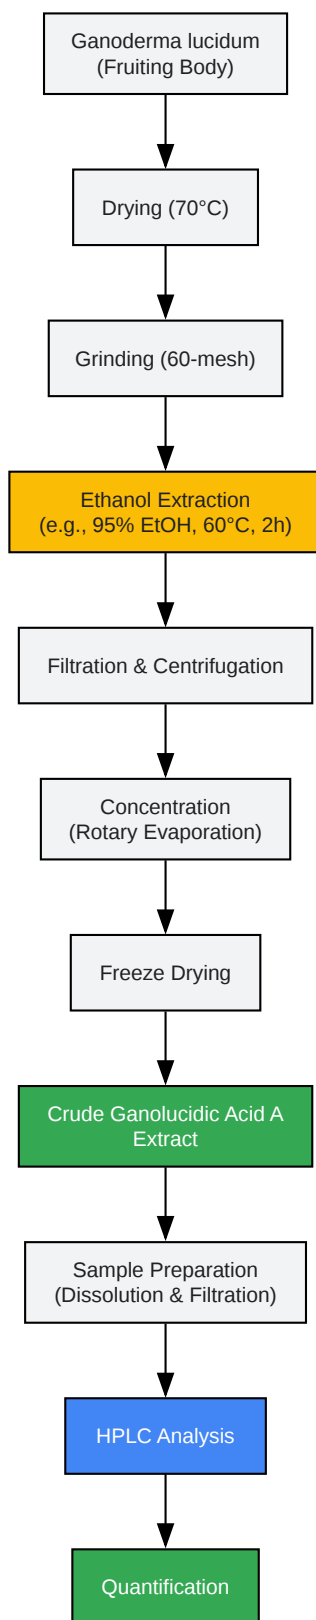 Ganoderma lucidum
(Fruiting Body)
Drying (70°C)
Grinding (60-mesh)
Ethanol Extraction
(e.g., 95% EtOH, 60°C, 2h)
Filtration & Centrifugation
Concentration
(Rotary Evaporation)
Freeze Drying
Crude Ganolucidic Acid A
Extract
Sample Preparation
(Dissolution & Filtration)
HPLC Analysis
Quantification